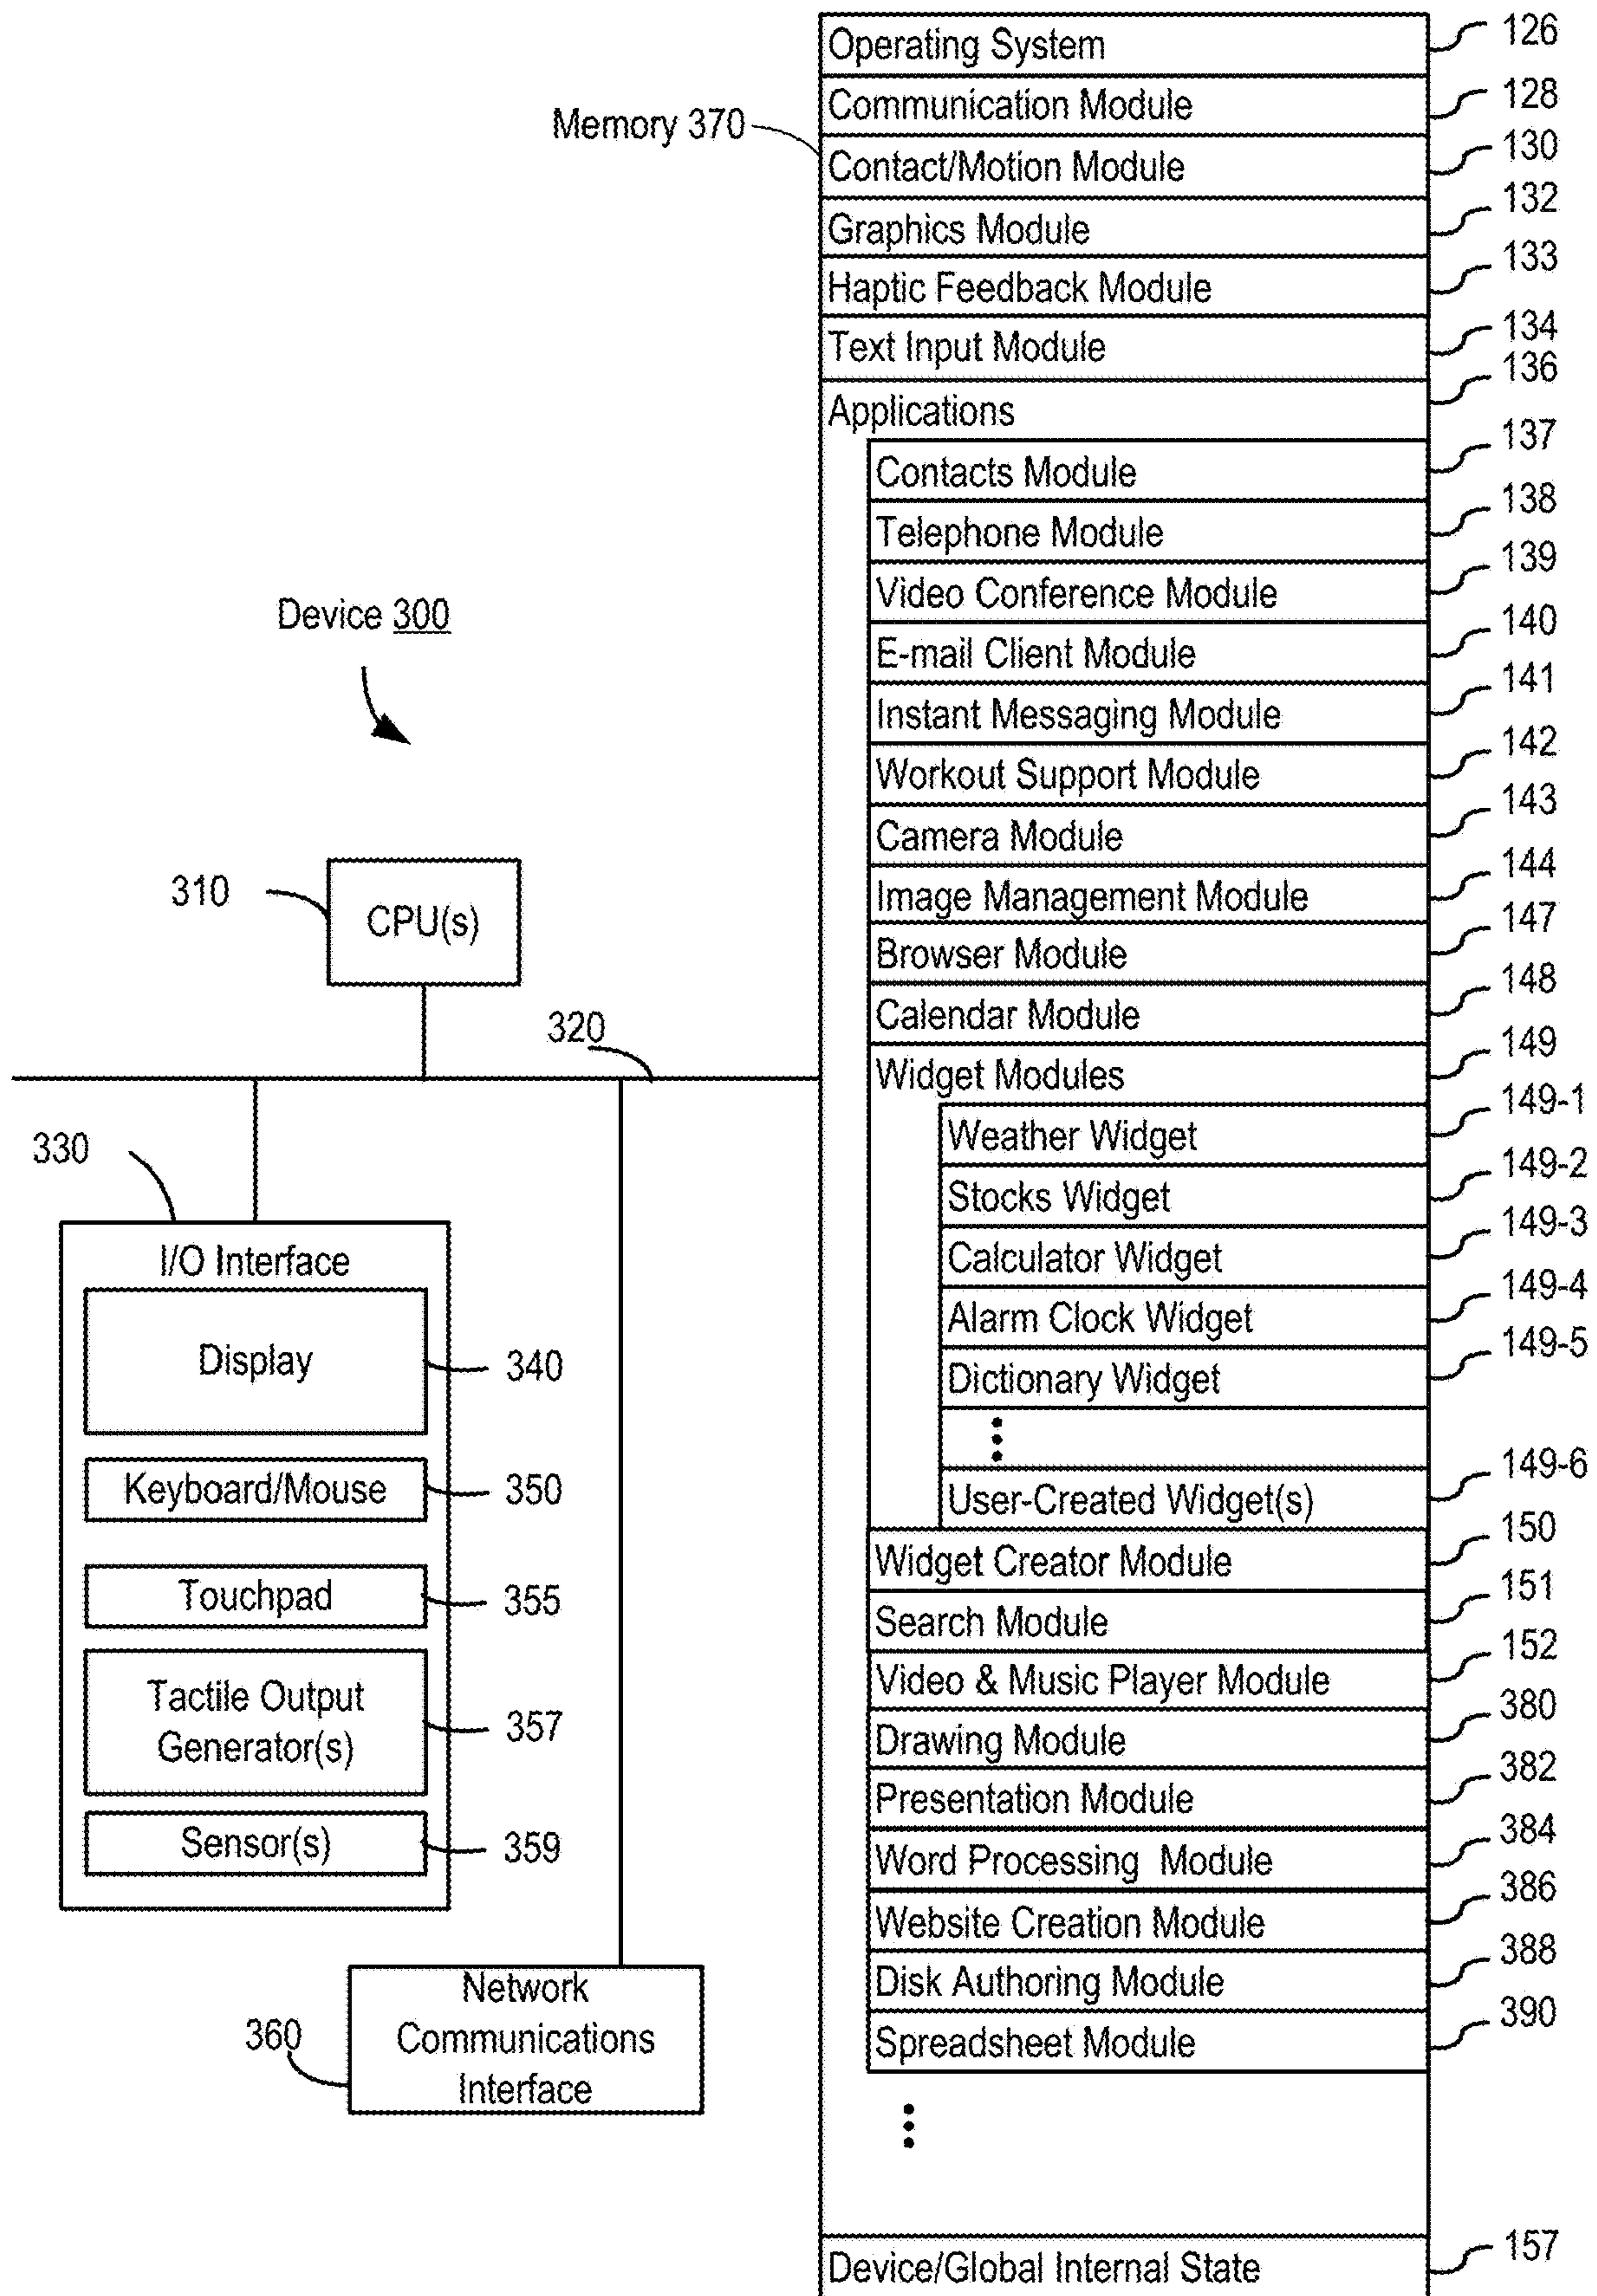 Operating System 126
Communication Module 128
Memory 370
Contact/Motion Module 130
Graphics Module 132
Haptic Feedback Module 133
Text Input Module 134
Applications 136
Contacts Module 137
Telephone Module 138
Video Conference Module 139
E-mail Client Module 140
Instant Messaging Module 141
Workout Support Module 142
Camera Module 143
Image Management Module 144
Browser Module 147
Calendar Module 148
Widget Modules 149
Weather Widget 149-1
Stocks Widget 149-2
Calculator Widget 149-3
Alarm Clock Widget 149-4
Dictionary Widget 149-5
User-Created Widget(s) 149-6
Widget Creator Module 150
Search Module 151
Video & Music Player Module 152
Drawing Module 380
Presentation Module 382
Word Processing Module 384
Website Creation Module 386
Disk Authoring Module 388
Spreadsheet Module 390
Device/Global Internal State 157
Device 300
310
CPU(s)
320
330
I/O Interface
Display 340
Keyboard/Mouse 350
Touchpad 355
Tactile Output
Generator(s) 357
Sensor(s) 359
360
Network
Communications
Interface